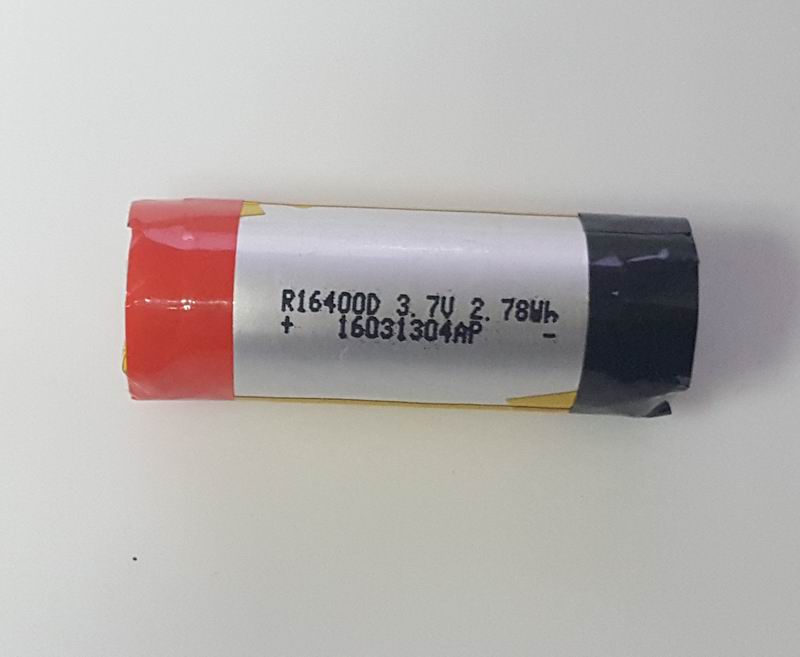 R16400D 3.7V 2.78Wh
+ 16031304AP -